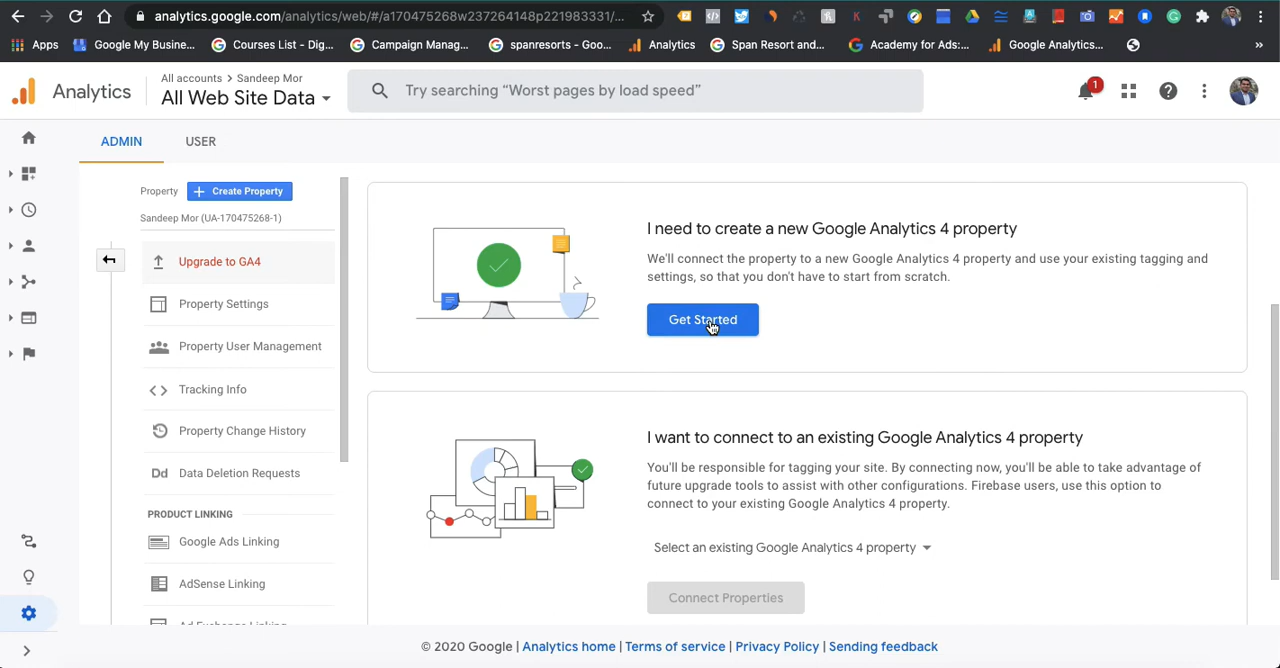 analytics.google.com/analytics/web/#/a170475268w237264148p221983331/...
Apps
Google My Busine...
Courses List - Dig...
Campaign Manag...
spanresorts - Goo...
Analytics
Span Resort and...
Academy for Ads:...
Google Analytics...
»
Analytics
All accounts > Sandeep Mor
All Web Site Data
Try searching “Worst pages by load speed”
1
ADMIN
USER
Property
+ Create Property
Sandeep Mor (UA-170475268-1)
Upgrade to GA4
Property Settings
Property User Management
Tracking Info
Property Change History
Dd Data Deletion Requests
PRODUCT LINKING
Google Ads Linking
AdSense Linking
Ad Exchange Linking
I need to create a new Google Analytics 4 property
We'll connect the property to a new Google Analytics 4 property and use your existing tagging and
settings, so that you don't have to start from scratch.
Get Started
I want to connect to an existing Google Analytics 4 property
You'll be responsible for tagging your site. By connecting now, you'll be able to take advantage of
future upgrade tools to assist with other configurations. Firebase users, use this option to
connect to your existing Google Analytics 4 property.
Select an existing Google Analytics 4 property
Connect Properties
© 2020 Google | Analytics home | Terms of service | Privacy Policy | Sending feedback